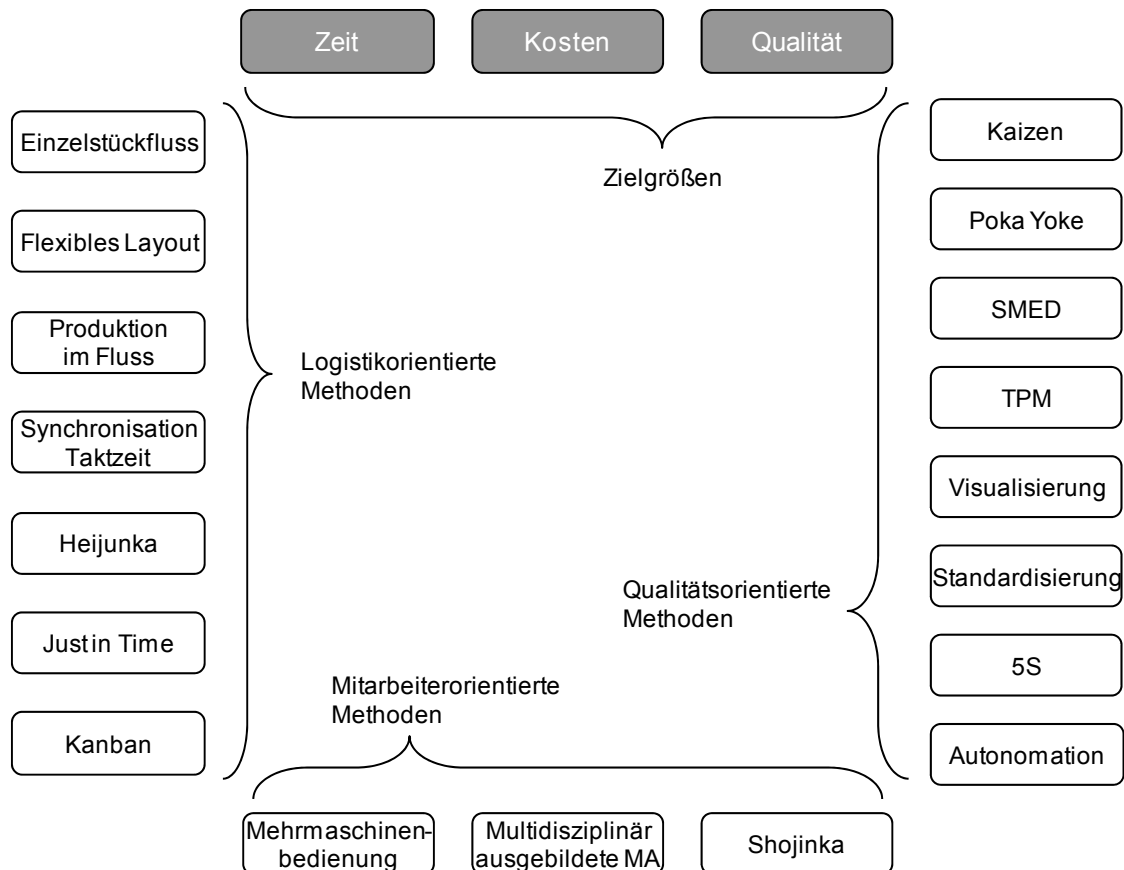 Zeit
Kosten
Qualität
Zielgrößen
Einzelstückfluss
Flexibles Layout
Produktion
im Fluss
Synchronisation
Taktzeit
Heijunka
Just in Time
Kanban
Logistikorientierte
Methoden
Kaizen
Poka Yoke
SMED
TPM
Visualisierung
Standardisierung
5S
Autonomation
Qualitätsorientierte
Methoden
Mitarbeiterorientierte
Methoden
Mehrmaschinen-
bedienung
Multidisziplinär
ausgebildete MA
Shojinka